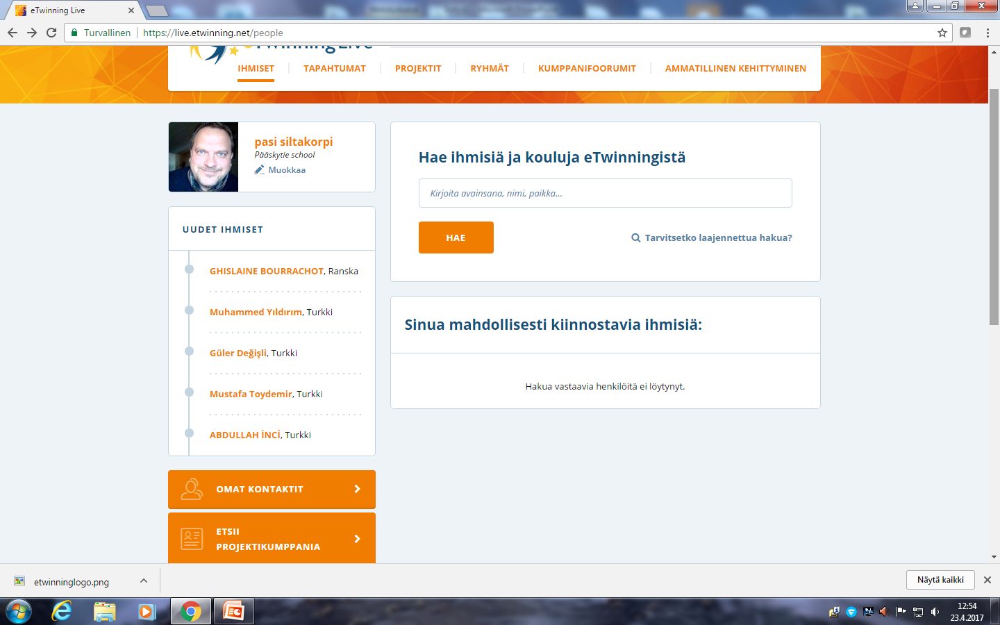 eTwinning Live
Turvallinen
https://live.etwinning.net/people
eTwinning Live
IHMISET
TAPAHTUMAT
PROJEKTIT
RYHMÄT
KUMPPANIFOORUMIT
AMMATILLINEN KEHITTYMINEN
pasi siltakorpi
Pääskytie school
Muokkaa
UUDET IHMISET
GHISLAINE BOURRACHOT, Ranska
Muhammed Yıldırım, Turkki
Güler Değişli, Turkki
Mustafa Toydemir, Turkki
ABDULLAH İNCİ, Turkki
OMAT KONTAKTIT
ETSII
PROJEKTIKUMPPANIA
Hae ihmisiä ja kouluja eTwinningistä
Kirjoita avainsana, nimi, paikka...
HAE
Tarvitsetko laajennettua hakua?
Sinua mahdollisesti kiinnostavia ihmisiä:
Hakua vastaavia henkilöitä ei löytynyt.
etwinninglogo.png
Näytä kaikki
12:54
23.4.2017